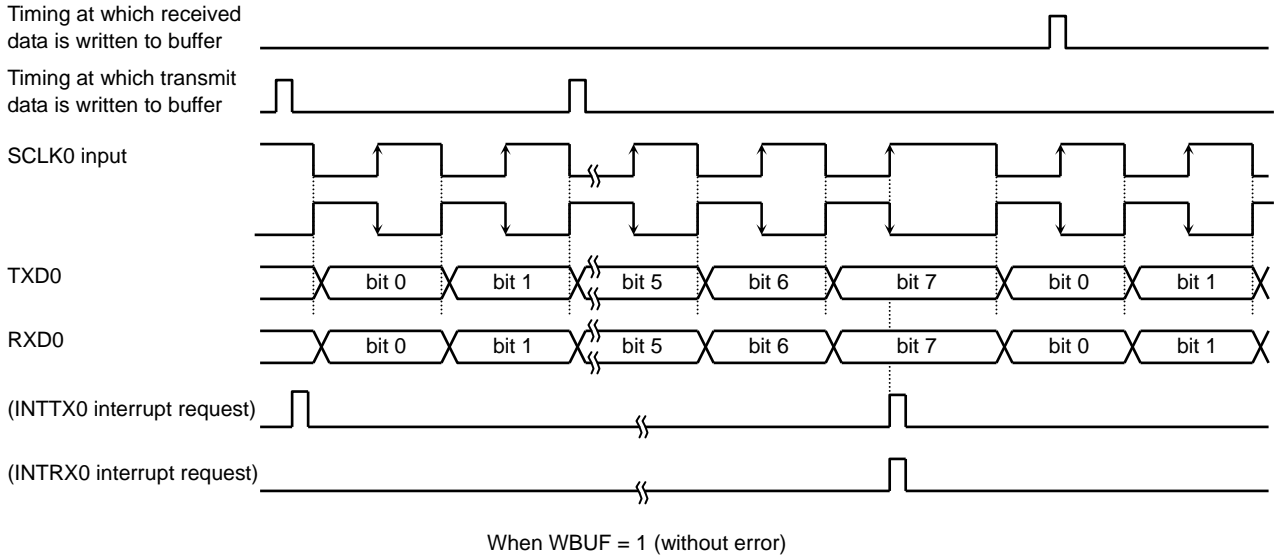 Timing at which received
data is written to buffer
Timing at which transmit
data is written to buffer
SCLK0 input
TXD0
bit 0 bit 1 bit 5 bit 6 bit 7 bit 0 bit 1
RXD0
bit 0 bit 1 bit 5 bit 6 bit 7 bit 0 bit 1
(INTTX0 interrupt request)
(INTRX0 interrupt request)
When WBUF = 1 (without error)